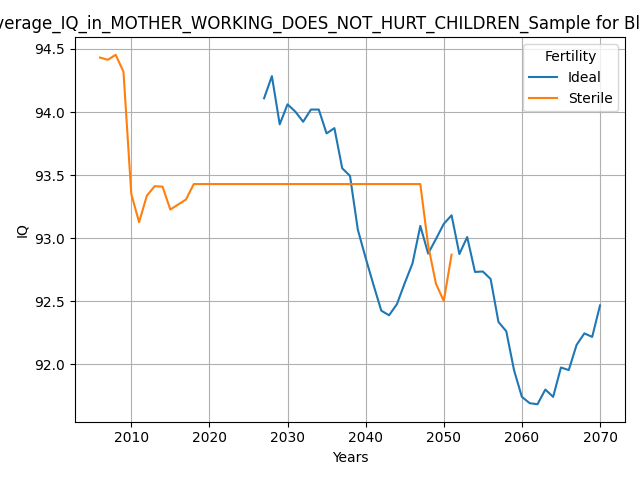 verage_IQ_in_MOTHER_WORKING_DOES_NOT_HURT_CHILDREN_Sample for Bl
Fertility
Ideal
Sterile
94.5
94.0
93.5
93.0
92.5
92.0
IQ
2010 2020 2030 2040 2050 2060 2070
Years